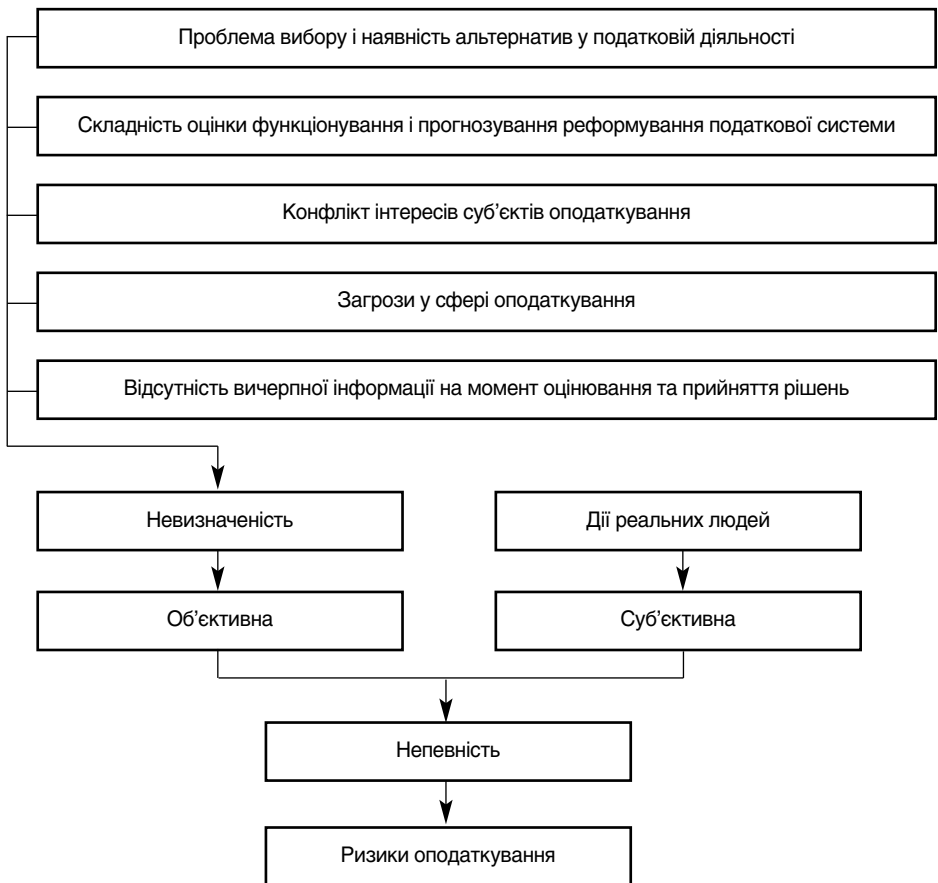 Проблема вибору і наявність альтернатив у податковій діяльності
Складність оцінки функціонування і прогнозування реформування податкової системи
Конфлікт інтересів суб’єктів оподаткування
Загрози у сфері оподаткування
Відсутність вичерпної інформації на момент оцінювання та прийняття рішень
Невизначеність
Дії реальних людей
Об’єктивна
Суб’єктивна
Непевність
Ризики оподаткування